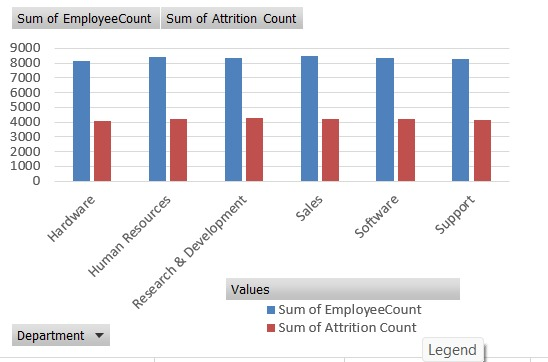 Sum of EmployeeCount Sum of Attrition Count
9000
8000
7000
6000
5000
4000
3000
2000
1000
0
Hardware
Human Resources
Research & Development
Sales
Software
Support
Values
Sum of EmployeeCount
Sum of Attrition Count
Department
Legend